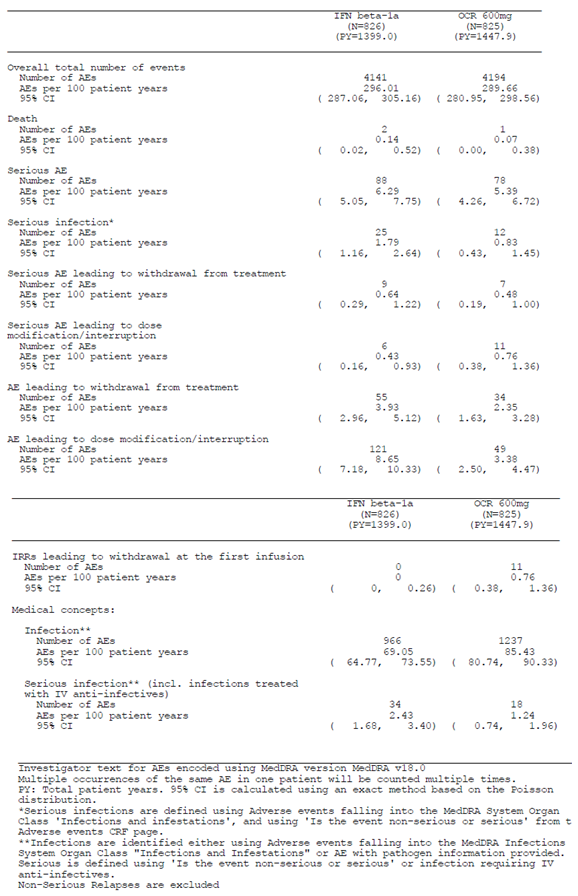 IFN beta-1a OCR 600mg
(N=826) (N=825)
(PY=1399.0) (PY=1447.9)
Overall total number of events
Number of AEs 4141 4194
AEs per 100 patient years 296.01 289.66
95% CI ( 287.06, 305.16) ( 280.95, 298.56)
Death
Number of AEs 2 1
AEs per 100 patient years 0.14 0.07
95% CI ( 0.02, 0.52) ( 0.00, 0.38)
Serious AE
Number of AEs 88 78
AEs per 100 patient years 6.29 5.39
95% CI ( 5.05, 7.75) ( 4.26, 6.72)
Serious infection*
Number of AEs 25 12
AEs per 100 patient years 1.79 0.83
95% CI ( 1.16, 2.64) ( 0.43, 1.45)
Serious AE leading to withdrawal from treatment
Number of AEs 9 7
AEs per 100 patient years 0.64 0.48
95% CI ( 0.29, 1.22) ( 0.19, 1.00)
Serious AE leading to dose
modification/interruption
Number of AEs 6 11
AEs per 100 patient years 0.43 0.76
95% CI ( 0.16, 0.93) ( 0.38, 1.36)
AE leading to withdrawal from treatment
Number of AEs 55 34
AEs per 100 patient years 3.93 2.35
95% CI ( 2.96, 5.12) ( 1.63, 3.28)
AE leading to dose modification/interruption
Number of AEs 121 49
AEs per 100 patient years 8.65 3.38
95% CI ( 7.18, 10.33) ( 2.50, 4.47)
IFN beta-1a OCR 600mg
(N=826) (N=825)
(PY=1399.0) (PY=1447.9)
IRRs leading to withdrawal at the first infusion
Number of AEs 0 11
AEs per 100 patient years 0 0.76
95% CI ( 0, 0.26) ( 0.38, 1.36)
Medical concepts:
Infection**
Number of AEs 966 1237
AEs per 100 patient years 69.05 85.43
95% CI ( 64.77, 73.55) ( 80.74, 90.33)
Serious infection** (incl. infections treated
with IV anti-infectives)
Number of AEs 34 18
AEs per 100 patient years 2.43 1.24
95% CI ( 1.68, 3.40) ( 0.74, 1.96)
Investigator text for AEs encoded using MedDRA version MedDRA v18.0
Multiple occurrences of the same AE in one patient will be counted multiple times.
PY: Total patient years. 95% CI is calculated using an exact method based on the Poisson
distribution.
*Serious infections are defined using Adverse events falling into the MedDRA System Organ
Class 'Infections and infestations', and using 'Is the event non-serious or serious' from t
Adverse events CRF page.
**Infections are identified either using Adverse events falling into the MedDRA Infections
System Organ Class "Infections and Infestations" or AE with pathogen information provided.
Serious is defined using 'Is the event non-serious or serious' or infection requiring IV
anti-infectives.
Non-Serious Relapses are excluded